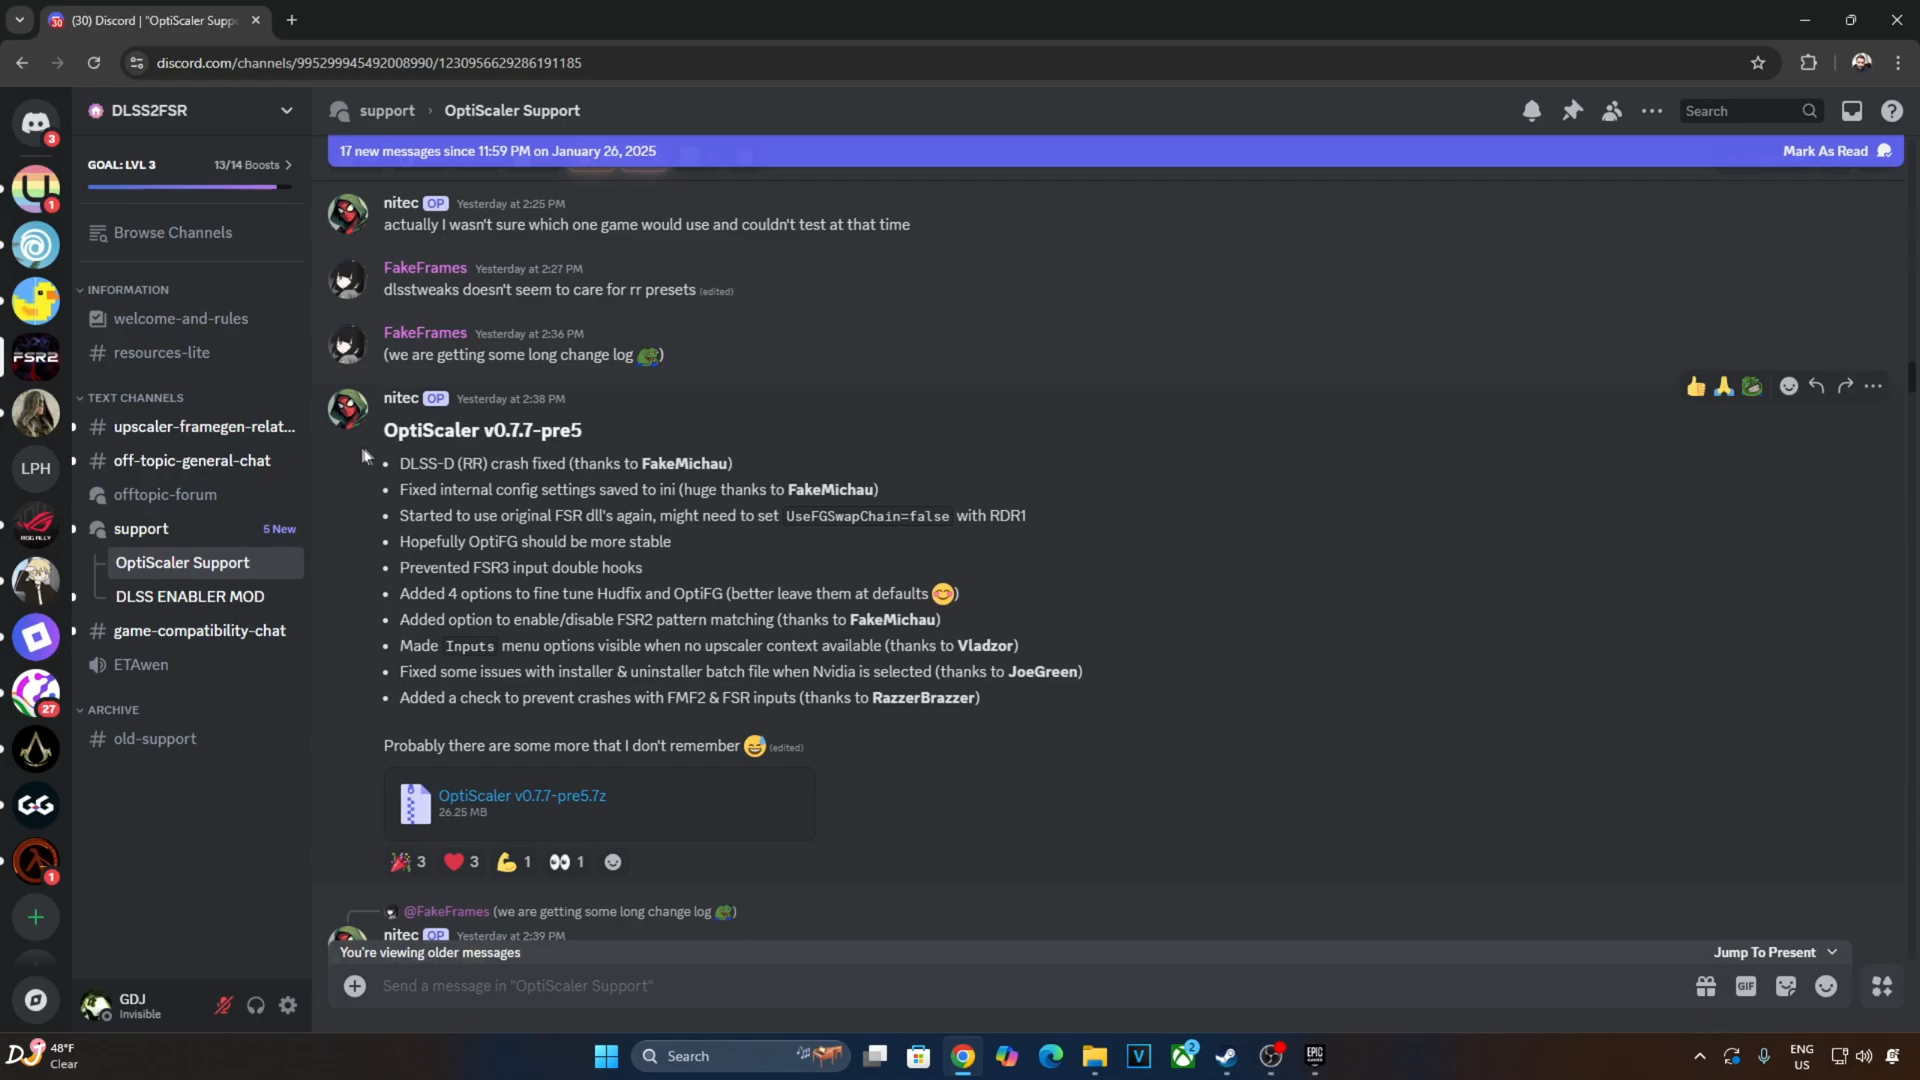 (30) Discord | "OptiScaler Supp
discord.com/channels/995299945492008990/1230956629286191185
DLSS2FSR
support › OptiScaler Support
Search
17 new messages since 11:59 PM on January 26, 2025
Mark As Read
GOAL: LVL 3
13/14 Boosts
Browse Channels
INFORMATION
welcome-and-rules
resources-lite
TEXT CHANNELS
upscaler-framegen-relat...
off-topic-general-chat
offtopic-forum
support
5 New
OptiScaler Support
DLSS ENABLER MOD
game-compatibility-chat
ETAwen
ARCHIVE
old-support
3
1
FSR2
LPH
ROG ALLY
27
GG
1
GDJ
Invisible
nitec OP Yesterday at 2:25 PM
actually I wasn't sure which one game would use and couldn't test at that time
FakeFrames Yesterday at 2:27 PM
dlsstweaks doesn't seem to care for rr presets (edited)
FakeFrames Yesterday at 2:36 PM
(we are getting some long change log )
nitec OP Yesterday at 2:38 PM
OptiScaler v0.7.7-pre5
• DLSS-D (RR) crash fixed (thanks to FakeMichau)
• Fixed internal config settings saved to ini (huge thanks to FakeMichau)
• Started to use original FSR dll's again, might need to set UseFGSwapChain=false with RDR1
• Hopefully OptiFG should be more stable
• Prevented FSR3 input double hooks
• Added 4 options to fine tune Hudfix and OptiFG (better leave them at defaults 😊)
• Added option to enable/disable FSR2 pattern matching (thanks to FakeMichau)
• Made Inputs menu options visible when no upscaler context available (thanks to Vladzor)
• Fixed some issues with installer & uninstaller batch file when Nvidia is selected (thanks to JoeGreen)
• Added a check to prevent crashes with FMF2 & FSR inputs (thanks to RazzerBrazzer)
Probably there are some more that I don't remember 😅 (edited)
OptiScaler v0.7.7-pre5.7z
26.25 MB
🎉 3 ❤️ 3 💪 1 👀 1
@FakeFrames (we are getting some long change log )
nitec OP Yesterday at 2:39 PM
You're viewing older messages
Jump To Present
Send a message in "OptiScaler Support"
GIF
48°F
Clear
Search
V
2
EPIC GAMES
ENG
US